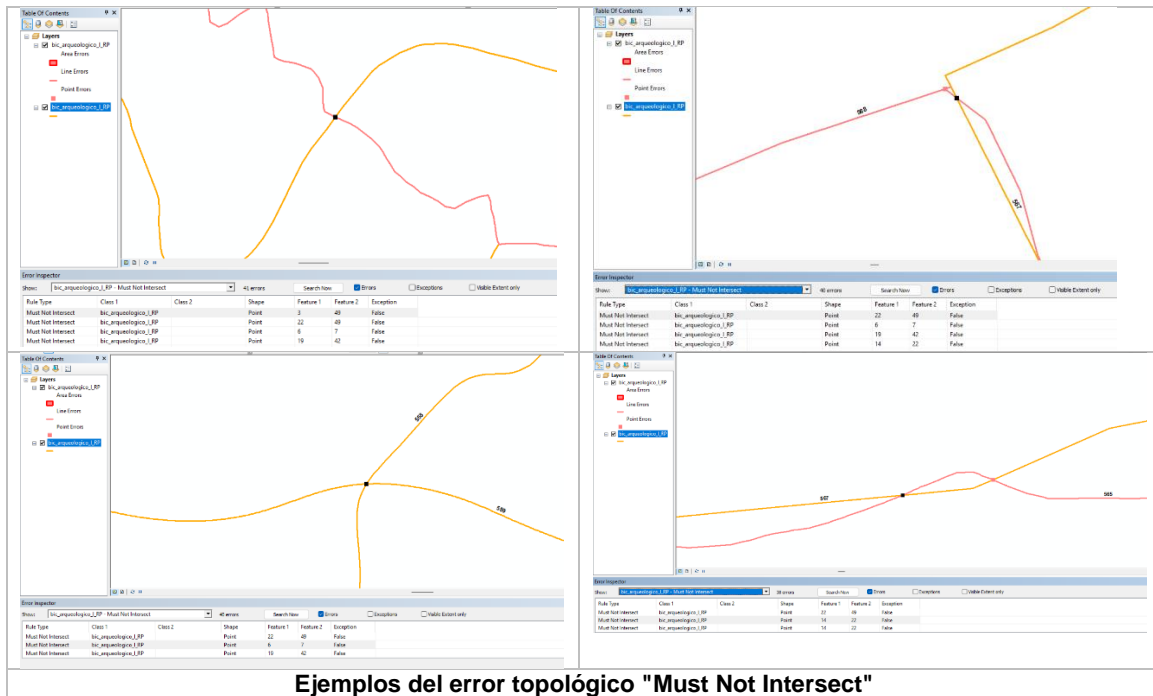 Table Of Contents
Layers
bic_arqueologico_l_RP
Area Errors
Line Errors
Point Errors
bic_arqueologico_l_RP
Error Inspector
Show: bic_arqueologico_l_RP - Must Not Intersect errors Search Now Errors Exceptions Visible Extent only
Rule Type Class 1 Class 2 Shape Feature 1 Feature 2 Exception
Must Not Intersect bic_arqueologico_l_RP Point 3 49 False
Must Not Intersect bic_arqueologico_l_RP Point 22 49 False
Must Not Intersect bic_arqueologico_l_RP Point 6 7 False
Must Not Intersect bic_arqueologico_l_RP Point 19 42 False
Table Of Contents
Layers
bic_arqueologico_l_RP
Area Errors
Line Errors
Point Errors
bic_arqueologico_l_RP
568
567
Error Inspector
Show: bic_arqueologico_l_RP - Must Not Intersect errors Search Now Errors Exceptions Visible Extent only
Rule Type Class 1 Class 2 Shape Feature 1 Feature 2 Exception
Must Not Intersect bic_arqueologico_l_RP Point 22 49 False
Must Not Intersect bic_arqueologico_l_RP Point 6 7 False
Must Not Intersect bic_arqueologico_l_RP Point 19 42 False
Must Not Intersect bic_arqueologico_l_RP Point 14 22 False
Table Of Contents
Layers
bic_arqueologico_l_RP
Area Errors
Line Errors
Point Errors
bic_arqueologico_l_RP
Error Inspector
Show: bic_arqueologico_l_RP - Must Not Intersect errors Search Now Errors Exceptions Visible Extent only
Rule Type Class 1 Class 2 Shape Feature 1 Feature 2 Exception
Must Not Intersect bic_arqueologico_l_RP Point 22 49 False
Must Not Intersect bic_arqueologico_l_RP Point 6 7 False
Must Not Intersect bic_arqueologico_l_RP Point 19 42 False
Table Of Contents
Layers
bic_arqueologico_l_RP
Area Errors
Line Errors
Point Errors
bic_arqueologico_l_RP
557
565
Error Inspector
Show: bic_arqueologico_l_RP - Must Not Intersect errors Search Now Errors Exceptions Visible Extent only
Rule Type Class 1 Class 2 Shape Feature 1 Feature 2 Exception
Must Not Intersect bic_arqueologico_l_RP Point 22 49 False
Must Not Intersect bic_arqueologico_l_RP Point 14 22 False
Must Not Intersect bic_arqueologico_l_RP Point 14 22 False
Ejemplos del error topológico "Must Not Intersect"